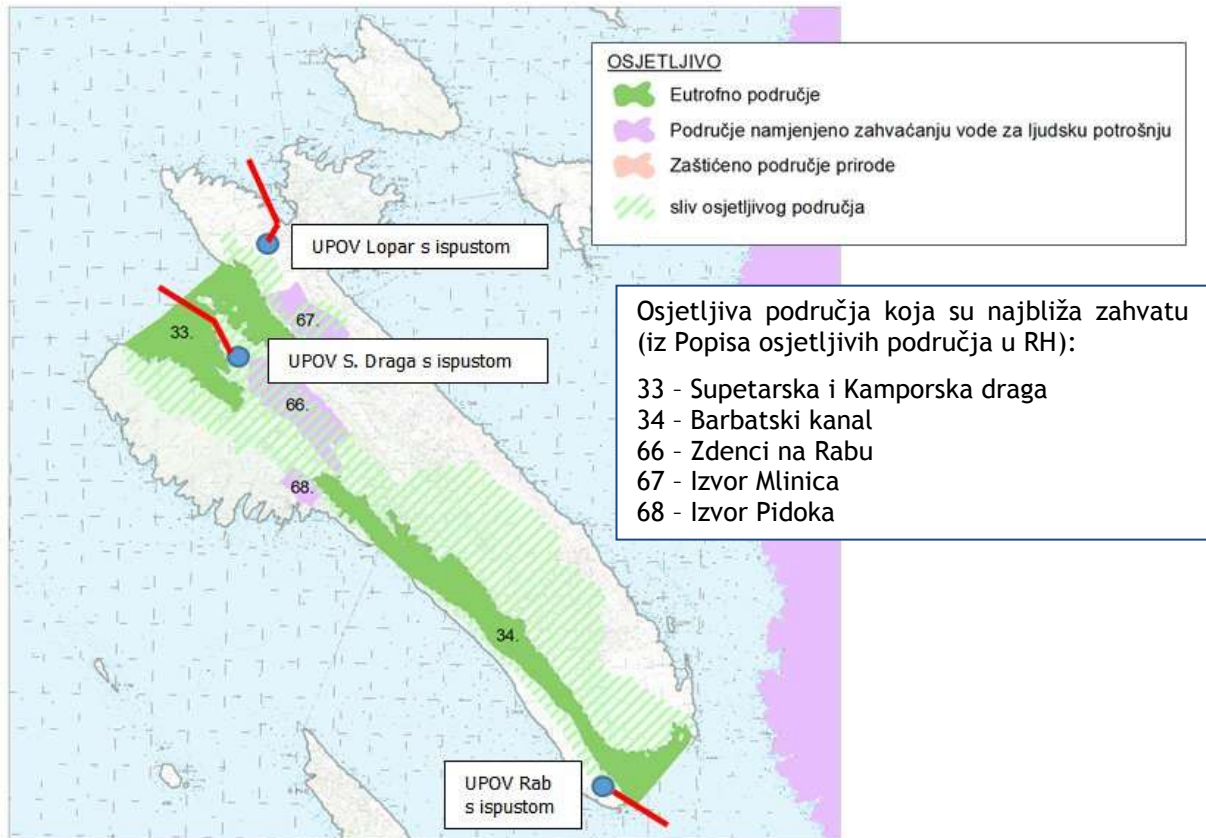 OSJETLJIVO
Eutrofno područje
Područje namjenjeno zahvaćanju vode za ljudsku potrošnju
Zaštićeno područje prirode
sliv osjetljivog područja
UPOV Lopar s ispustom
33.
67.
UPOV S. Draga s ispustom
66.
68.
34.
UPOV Rab
s ispustom
Osjetljiva područja koja su najbliža zahvatu
(iz Popisa osjetljivih područja u RH):
33 – Supetarska i Kamporska draga
34 – Barbatski kanal
66 – Zdenci na Rabu
67 – Izvor Mlinica
68 – Izvor Pidoka